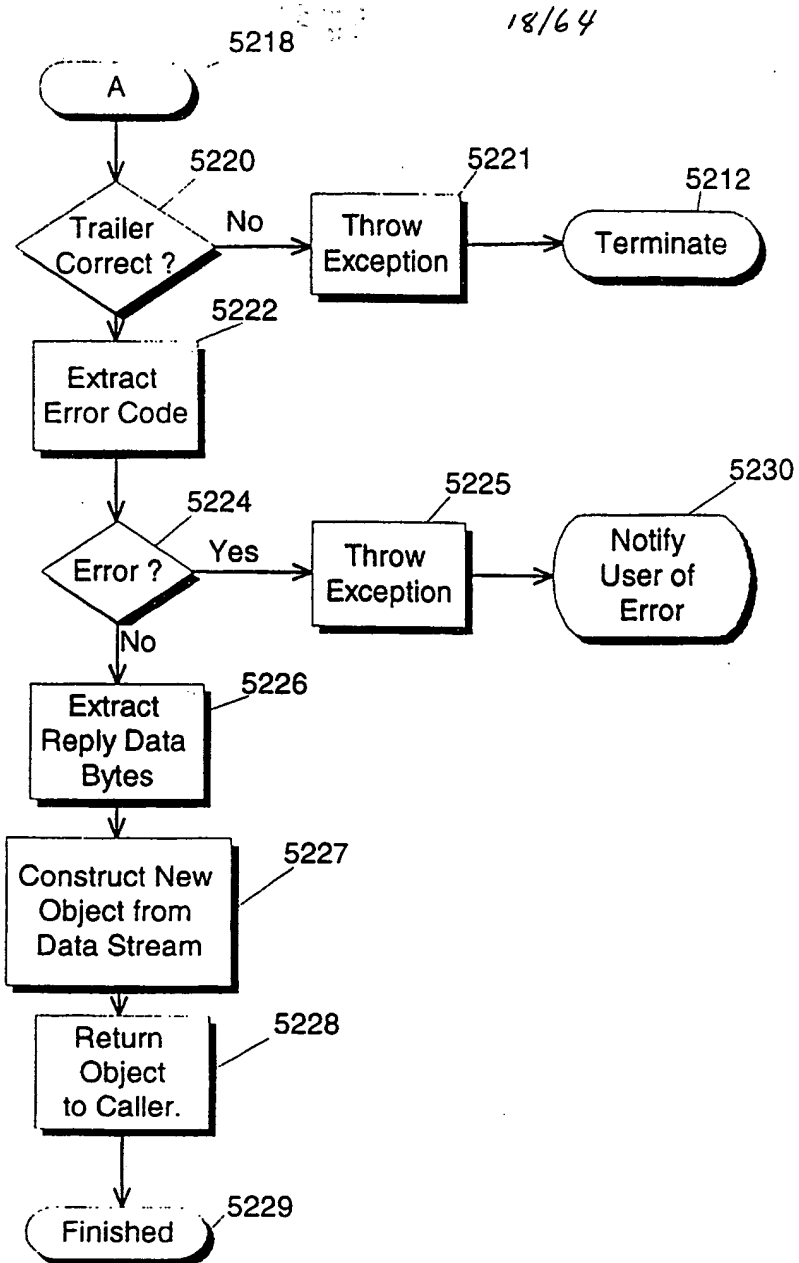 18/64
5218
A
5220
Trailer
Correct ?
No
5221
Throw
Exception
5212
Terminate
5222
Extract
Error Code
5224
Error ?
Yes
5225
Throw
Exception
5230
Notify
User of
Error
No
5226
Extract
Reply Data
Bytes
5227
Construct New
Object from
Data Stream
5228
Return
Object
to Caller.
5229
Finished